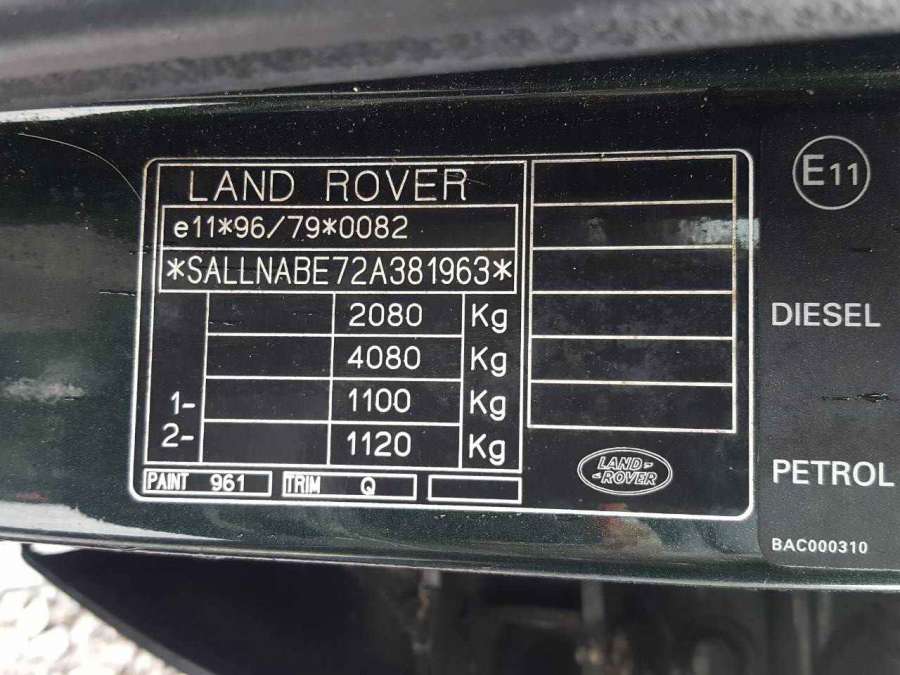 LAND ROVER
e11*96/79*0082
*SALLNABE72A381963*
2080 Kg
4080 Kg
1- 1100 Kg
2- 1120 Kg
PAINT 961 TRIM Q
LAND-
-ROVER
E11
DIESEL
PETROL
BAC000310